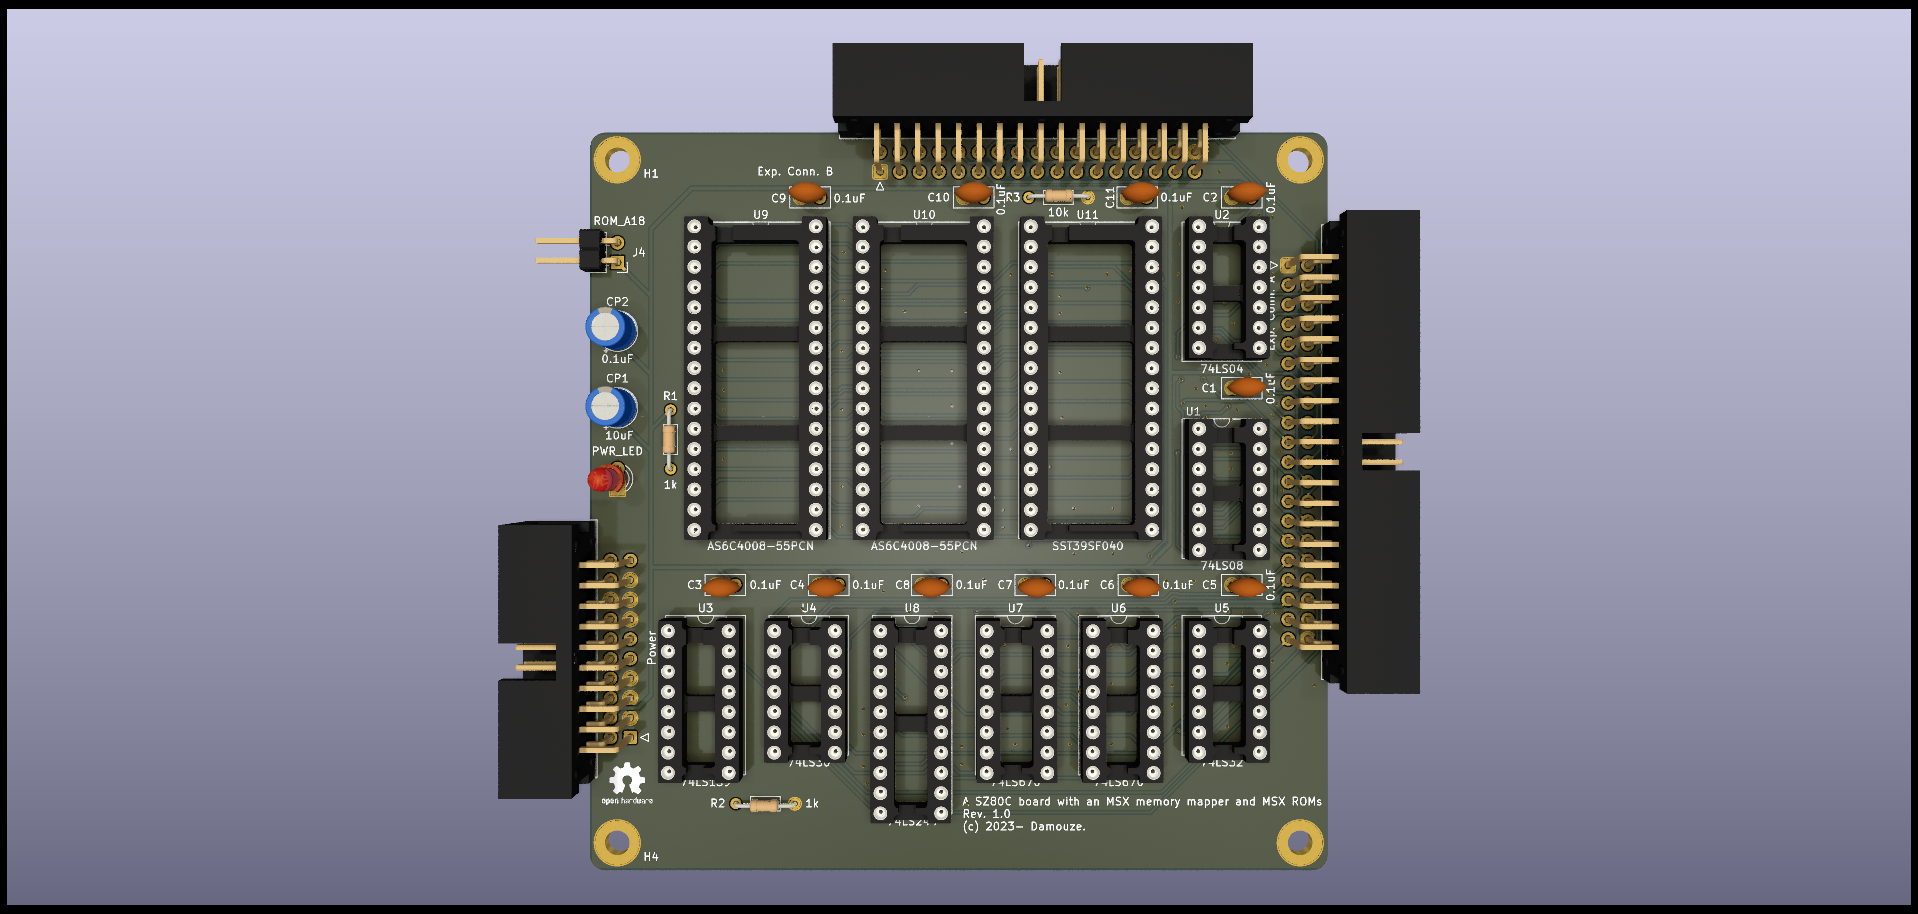 H1
Exp. Conn. B
C9
0.1uF
C10
0.1uF
R3
10k
C11
0.1uF
C2
0.1uF
ROM_A18
J4
U9
U10
U11
U2
CP2
0.1uF
CP1
10uF
PWR_LED
R1
1k
74LS04
C1
0.1uF
U1
74LS08
AS6C4008-55PCN
AS6C4008-55PCN
SST39SF040
C3
0.1uF
C4
0.1uF
C8
0.1uF
C7
0.1uF
C6
0.1uF
C5
0.1uF
U3
U4
U8
U7
U6
U5
Power
74LS30
74LS670
74LS670
74LS32
open hardware
R2
1k
A SZ80C board with an MSX memory mapper and MSX ROMs
Rev. 1.0
(c) 2023- Damouze.
H4